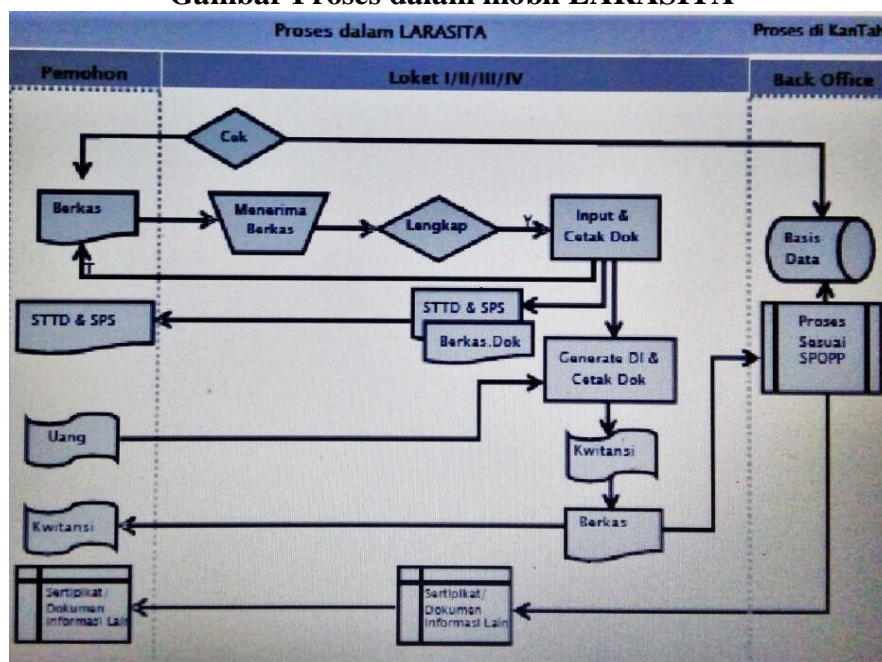 Gambar Proses dalam mobil LARASITA
Proses dalam LARASITA
Proses di KanTah
Pemohon
Loket I/II/III/IV
Back Office
Cek
Berkas
Menerima
Berkas
Lengkap
Y
Input &
Cetak Dok
Basis
Data
T
STTD & SPS
STTD & SPS
Berkas.Dok
Generate DI &
Cetak Dok
Proses
Sesuai
SPOPP
Uang
Kwitansi
Kwitansi
Berkas
Sertipikat/
Dokumen
Informasi Lain
Sertipikat/
Dokumen
Informasi Lain